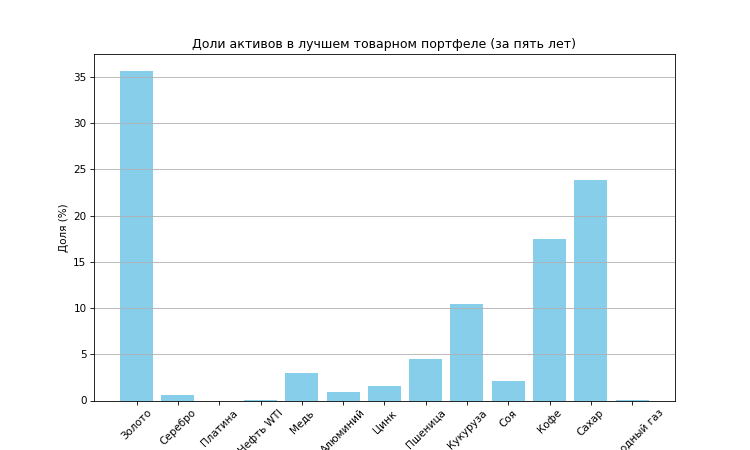 Доли активов в лучшем товарном портфеле (за пять лет)
Доля (%)
35
30
25
20
15
10
5
0
Золото
Серебро
Платина
Нефть WTI
Медь
Алюминий
Цинк
Пшеница
Кукуруза
Соя
Кофе
Сахар
одный газ